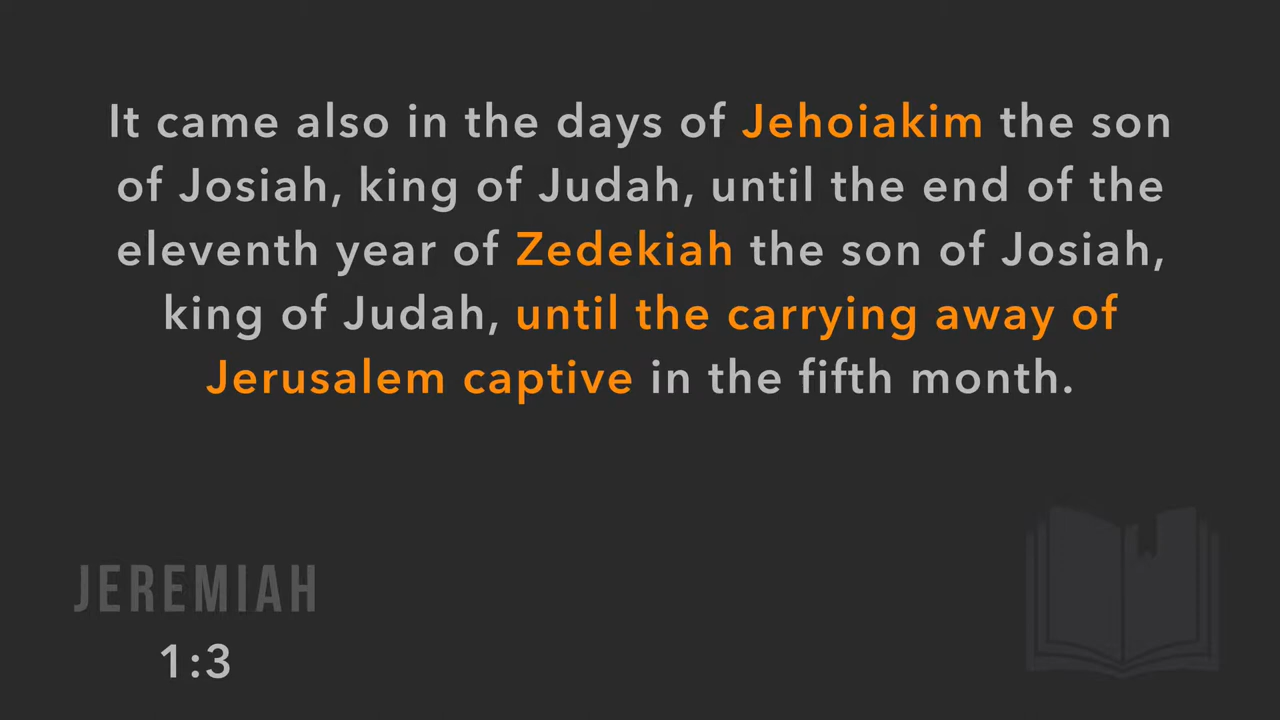 It came also in the days of Jehoiakim the son
of Josiah, king of Judah, until the end of the
eleventh year of Zedekiah the son of Josiah,
king of Judah, until the carrying away of
Jerusalem captive in the fifth month.
JEREMIAH
1:3